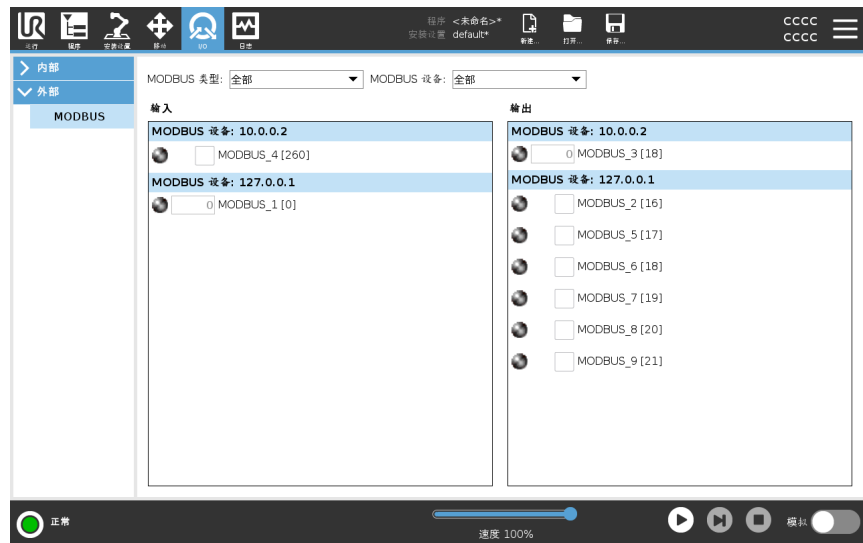 UR
程序 <未命名>*
安装设置 default*
cccc
cccc
运行 程序 安装设置 移动 I/O 日志 新建... 打开... 保存...
内部
外部
MODBUS
MODBUS 类型: 全部 MODBUS 设备: 全部
输入
MODBUS 设备: 10.0.0.2
MODBUS_4 [260]
MODBUS 设备: 127.0.0.1
0 MODBUS_1 [0]
输出
MODBUS 设备: 10.0.0.2
0 MODBUS_3 [18]
MODBUS 设备: 127.0.0.1
MODBUS_2 [16]
MODBUS_5 [17]
MODBUS_6 [18]
MODBUS_7 [19]
MODBUS_8 [20]
MODBUS_9 [21]
正常
速度 100%
模拟